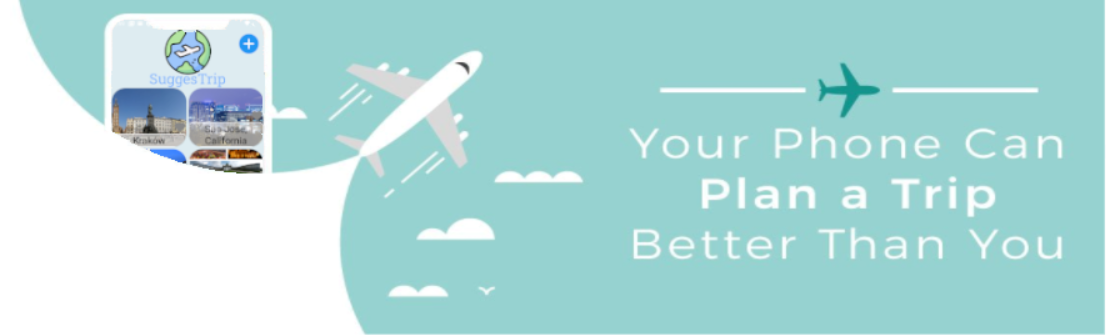 SuggesTrip
Kraków
San Jose,
California
Your Phone Can
Plan a Trip
Better Than You